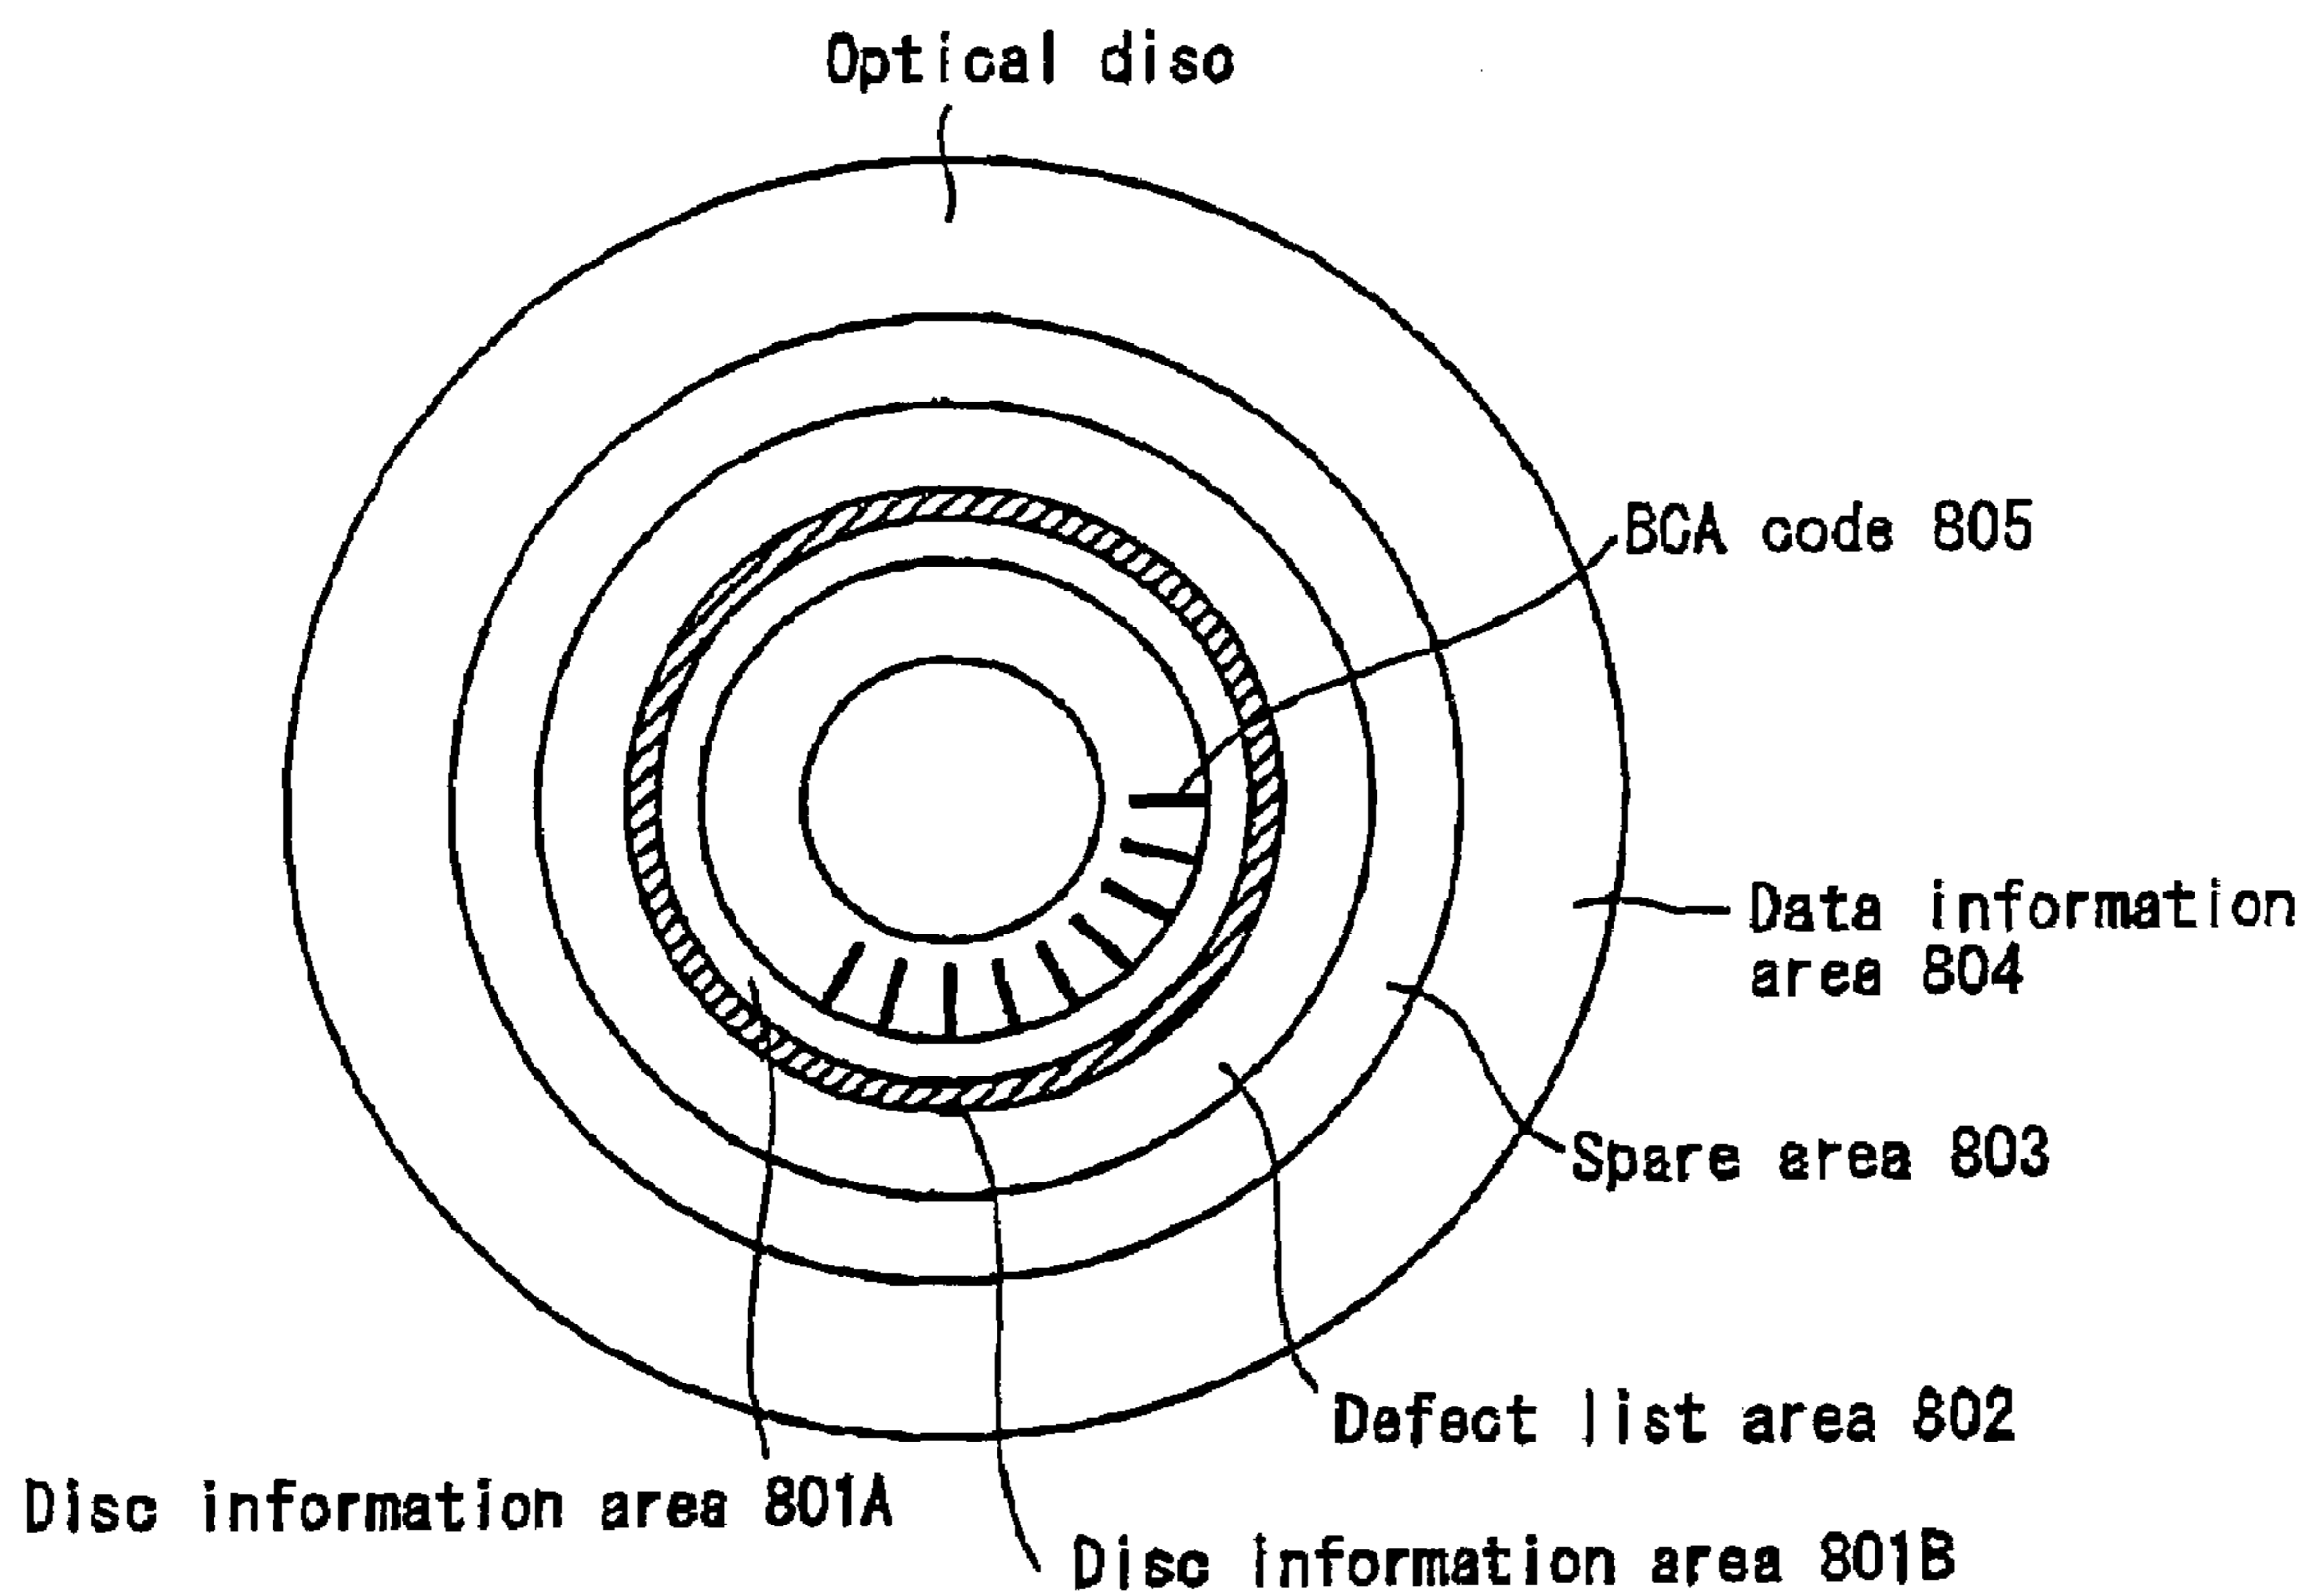 Optical disc
BCA code 805
Data information
area 804
Spare area 803
Defect list area 802
Disc information area 801A
Disc information area 801B